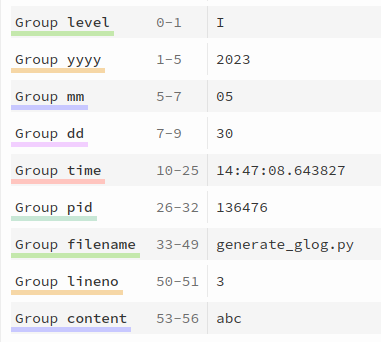 Group level 0-1 I
Group yyyy 1-5 2023
Group mm 5-7 05
Group dd 7-9 30
Group time 10-25 14:47:08.643827
Group pid 26-32 136476
Group filename 33-49 generate_glog.py
Group lineno 50-51 3
Group content 53-56 abc